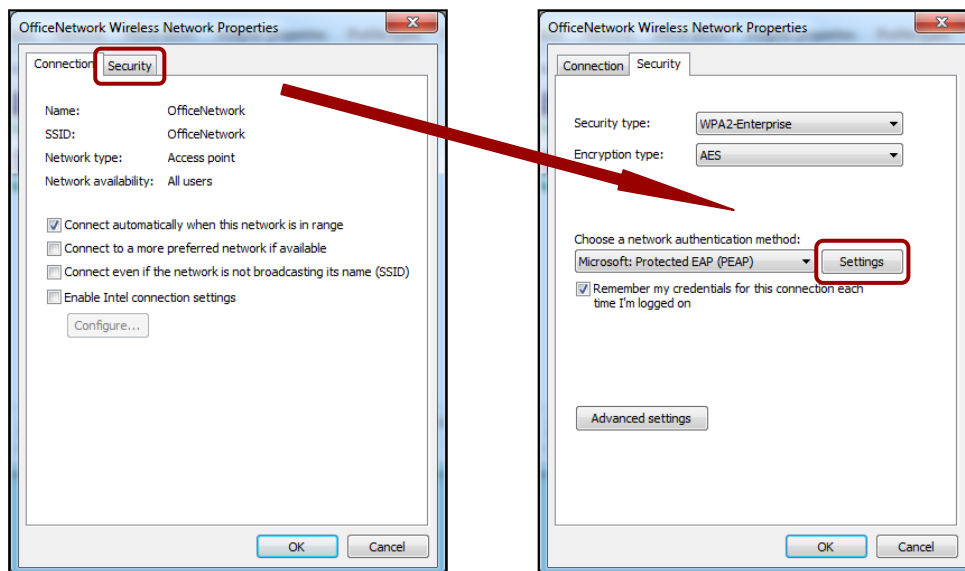 OfficeNetwork Wireless Network Properties
Connection Security
Name: OfficeNetwork
SSID: OfficeNetwork
Network type: Access point
Network availability: All users
Connect automatically when this network is in range
Connect to a more preferred network if available
Connect even if the network is not broadcasting its name (SSID)
Enable Intel connection settings
Configure...
OK Cancel
OfficeNetwork Wireless Network Properties
Connection Security
Security type: WPA2-Enterprise
Encryption type: AES
Choose a network authentication method:
Microsoft: Protected EAP (PEAP) Settings
Remember my credentials for this connection each
time I'm logged on
Advanced settings
OK Cancel